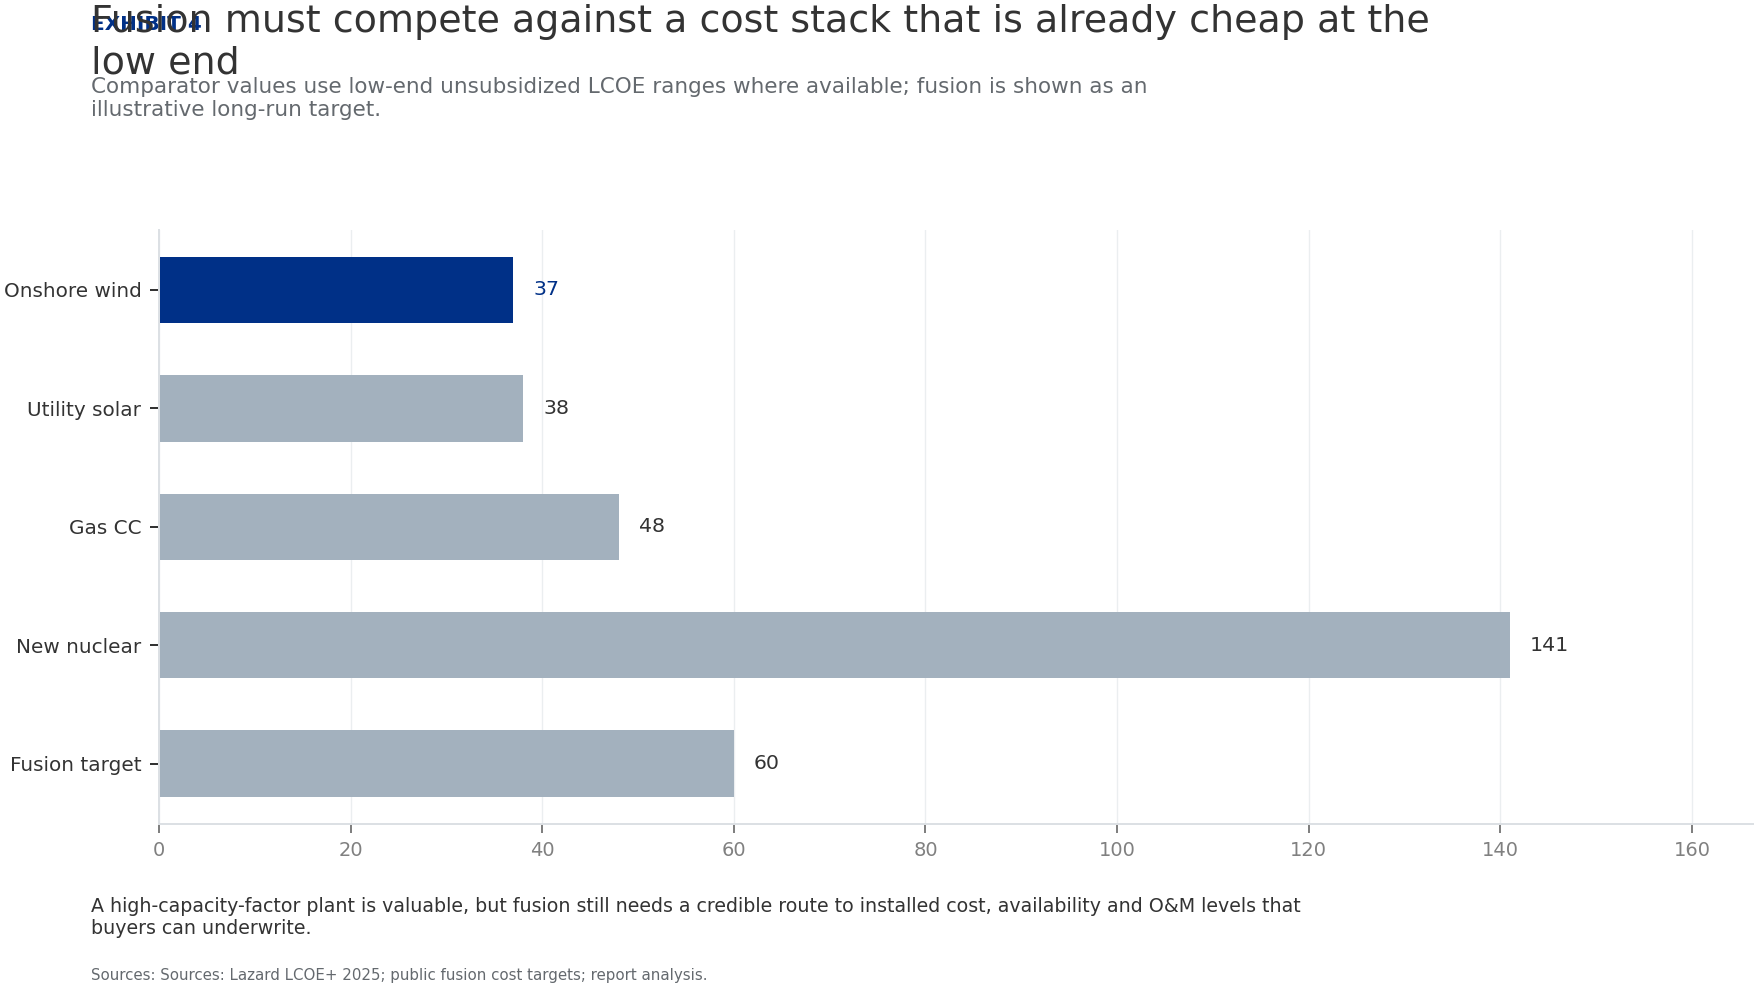 EXHIBIT 4
Fusion must compete against a cost stack that is already cheap at the
low end
Comparator values use low-end unsubsidized LCOE ranges where available; fusion is shown as an
illustrative long-run target.
Onshore wind 37
Utility solar 38
Gas CC 48
New nuclear 141
Fusion target 60
0 20 40 60 80 100 120 140 160
A high-capacity-factor plant is valuable, but fusion still needs a credible route to installed cost, availability and O&M levels that
buyers can underwrite.
Sources: Sources: Lazard LCOE+ 2025; public fusion cost targets; report analysis.